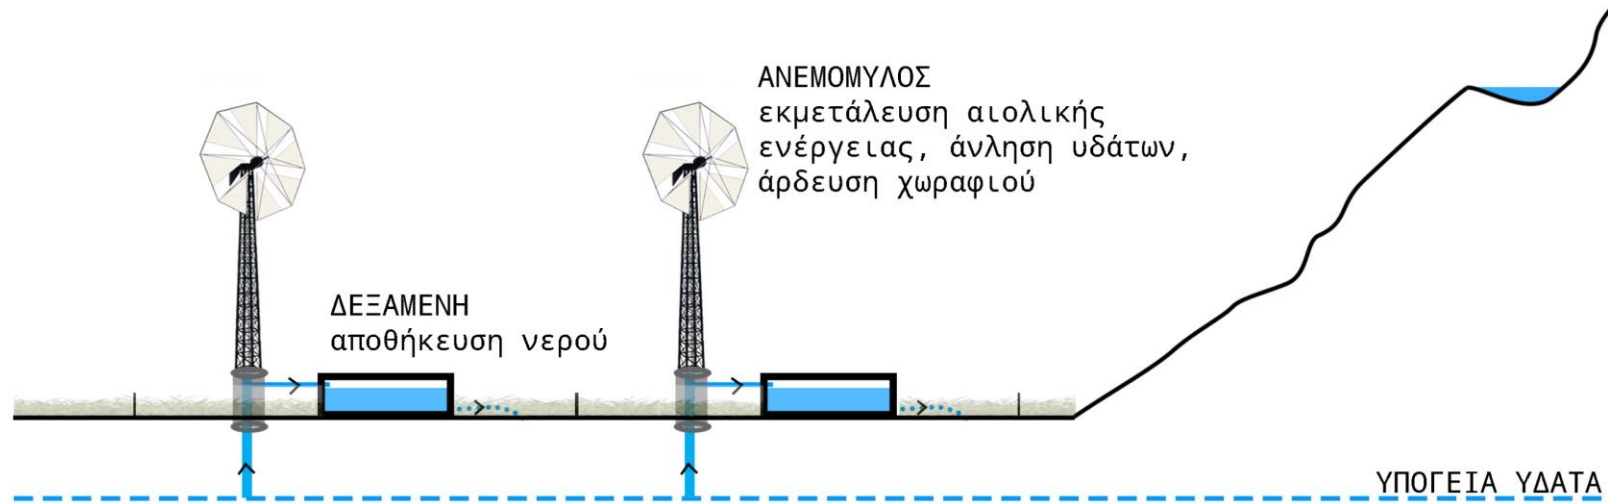 ΑΝΕΜΟΜΥΛΟΣ
εκμετάλευση αιολικής
ενέργειας, άνληση υδάτων,
άρδευση χωραφιού
ΔΕΞΑΜΕΝΗ
αποθήκευση νερού
ΥΠΟΓΕΙΑ ΥΔΑΤΑ